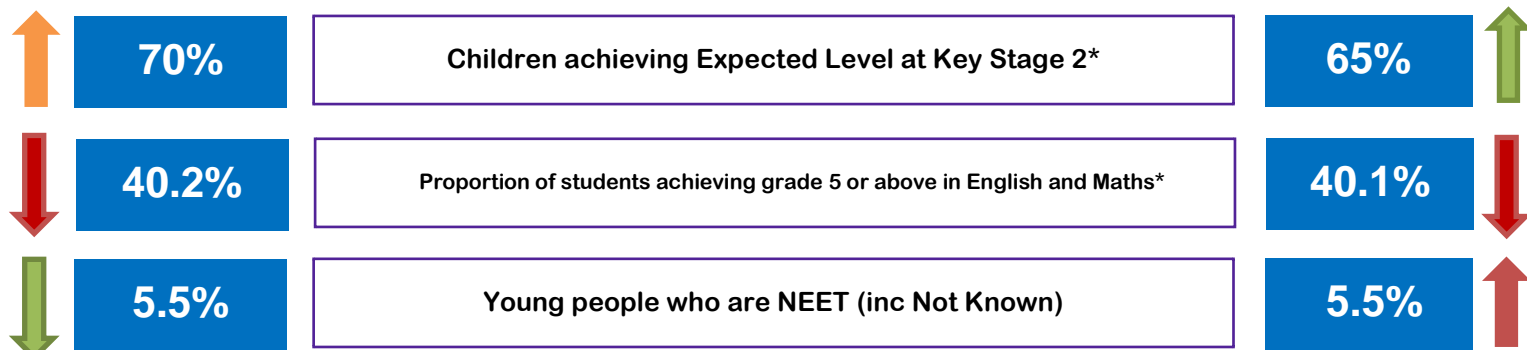 70% Children achieving Expected Level at Key Stage 2* 65%
40.2% Proportion of students achieving grade 5 or above in English and Maths* 40.1%
5.5% Young people who are NEET (inc Not Known) 5.5%